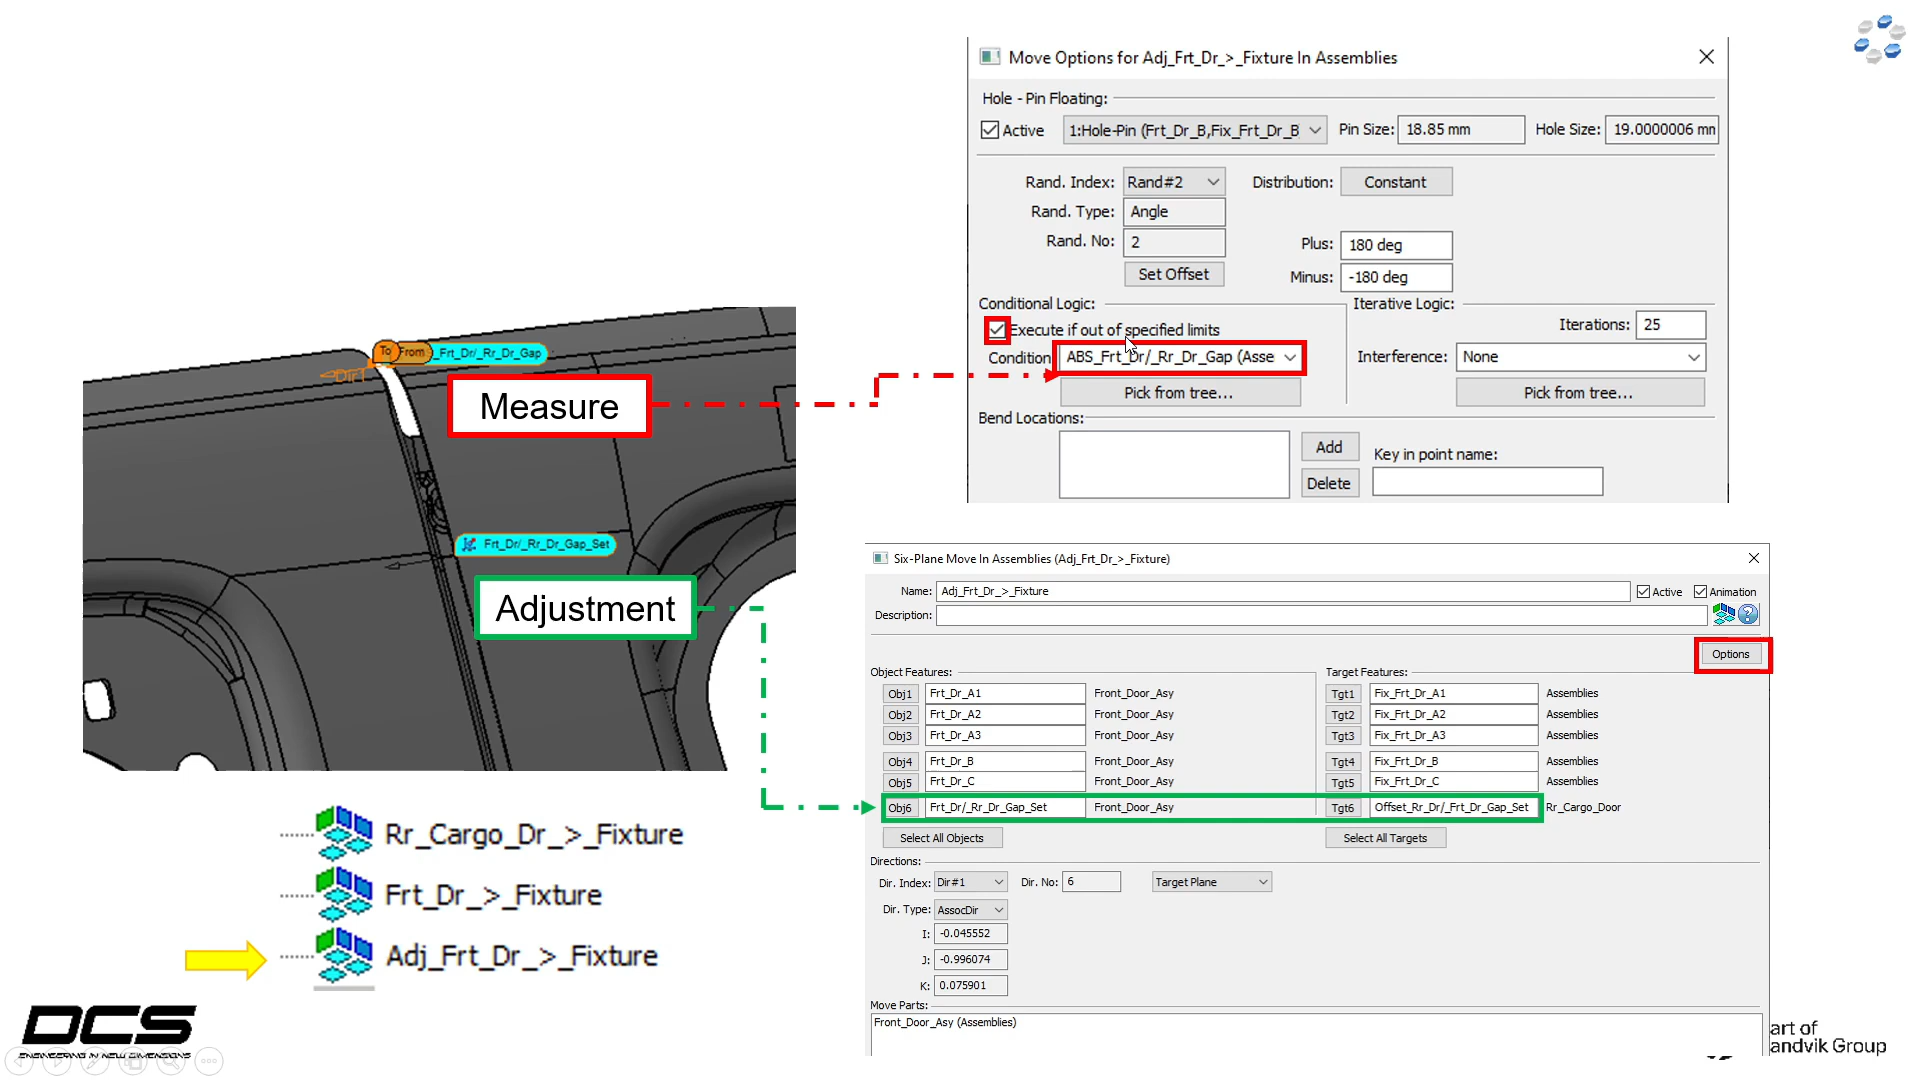 Move Options for Adj_Frt_Dr_>_Fixture In Assemblies
Hole - Pin Floating:
Active
1:Hole-Pin (Frt_Dr_B,Fix_Frt_Dr_B
Pin Size:
18.85 mm
Hole Size:
19.0000006 mm
Rand. Index:
Rand#2
Distribution:
Constant
Rand. Type:
Angle
Rand. No:
2
Plus:
180 deg
Set Offset
Minus:
-180 deg
Conditional Logic:
Iterative Logic:
Execute if out of specified limits
Iterations:
25
Condition
ABS_Frt_Dr/_Rr_Dr_Gap (Asse
Interference:
None
Pick from tree...
Pick from tree...
Bend Locations:
Add
Key in point name:
Delete
To
From
_Frt_Dr/_Rr_Dr_Gap
Dir1
Measure
Frt_Dr/_Rr_Dr_Gap_Set
Adjustment
Six-Plane Move In Assemblies (Adj_Frt_Dr_>_Fixture)
Name:
Adj_Frt_Dr_>_Fixture
Active
Animation
Description:
Options
Object Features:
Target Features:
Obj1 Frt_Dr_A1 Front_Door_Asy Tgt1 Fix_Frt_Dr_A1 Assemblies
Obj2 Frt_Dr_A2 Front_Door_Asy Tgt2 Fix_Frt_Dr_A2 Assemblies
Obj3 Frt_Dr_A3 Front_Door_Asy Tgt3 Fix_Frt_Dr_A3 Assemblies
Obj4 Frt_Dr_B Front_Door_Asy Tgt4 Fix_Frt_Dr_B Assemblies
Obj5 Frt_Dr_C Front_Door_Asy Tgt5 Fix_Frt_Dr_C Assemblies
Obj6 Frt_Dr/_Rr_Dr_Gap_Set Front_Door_Asy Tgt6 Offset_Rr_Dr/_Frt_Dr_Gap_Set Rr_Cargo_Door
Select All Objects
Select All Targets
Directions:
Dir. Index:
Dir#1
Dir. No:
6
Target Plane
Dir. Type:
AssocDir
I:
-0.045552
J:
-0.996074
K:
0.075901
Move Parts:
Front_Door_Asy (Assemblies)
Rr_Cargo_Dr_>_Fixture
Frt_Dr_>_Fixture
Adj_Frt_Dr_>_Fixture
DCS
ENGINEERING IN NEW DIMENSIONS
art of
andvik Group